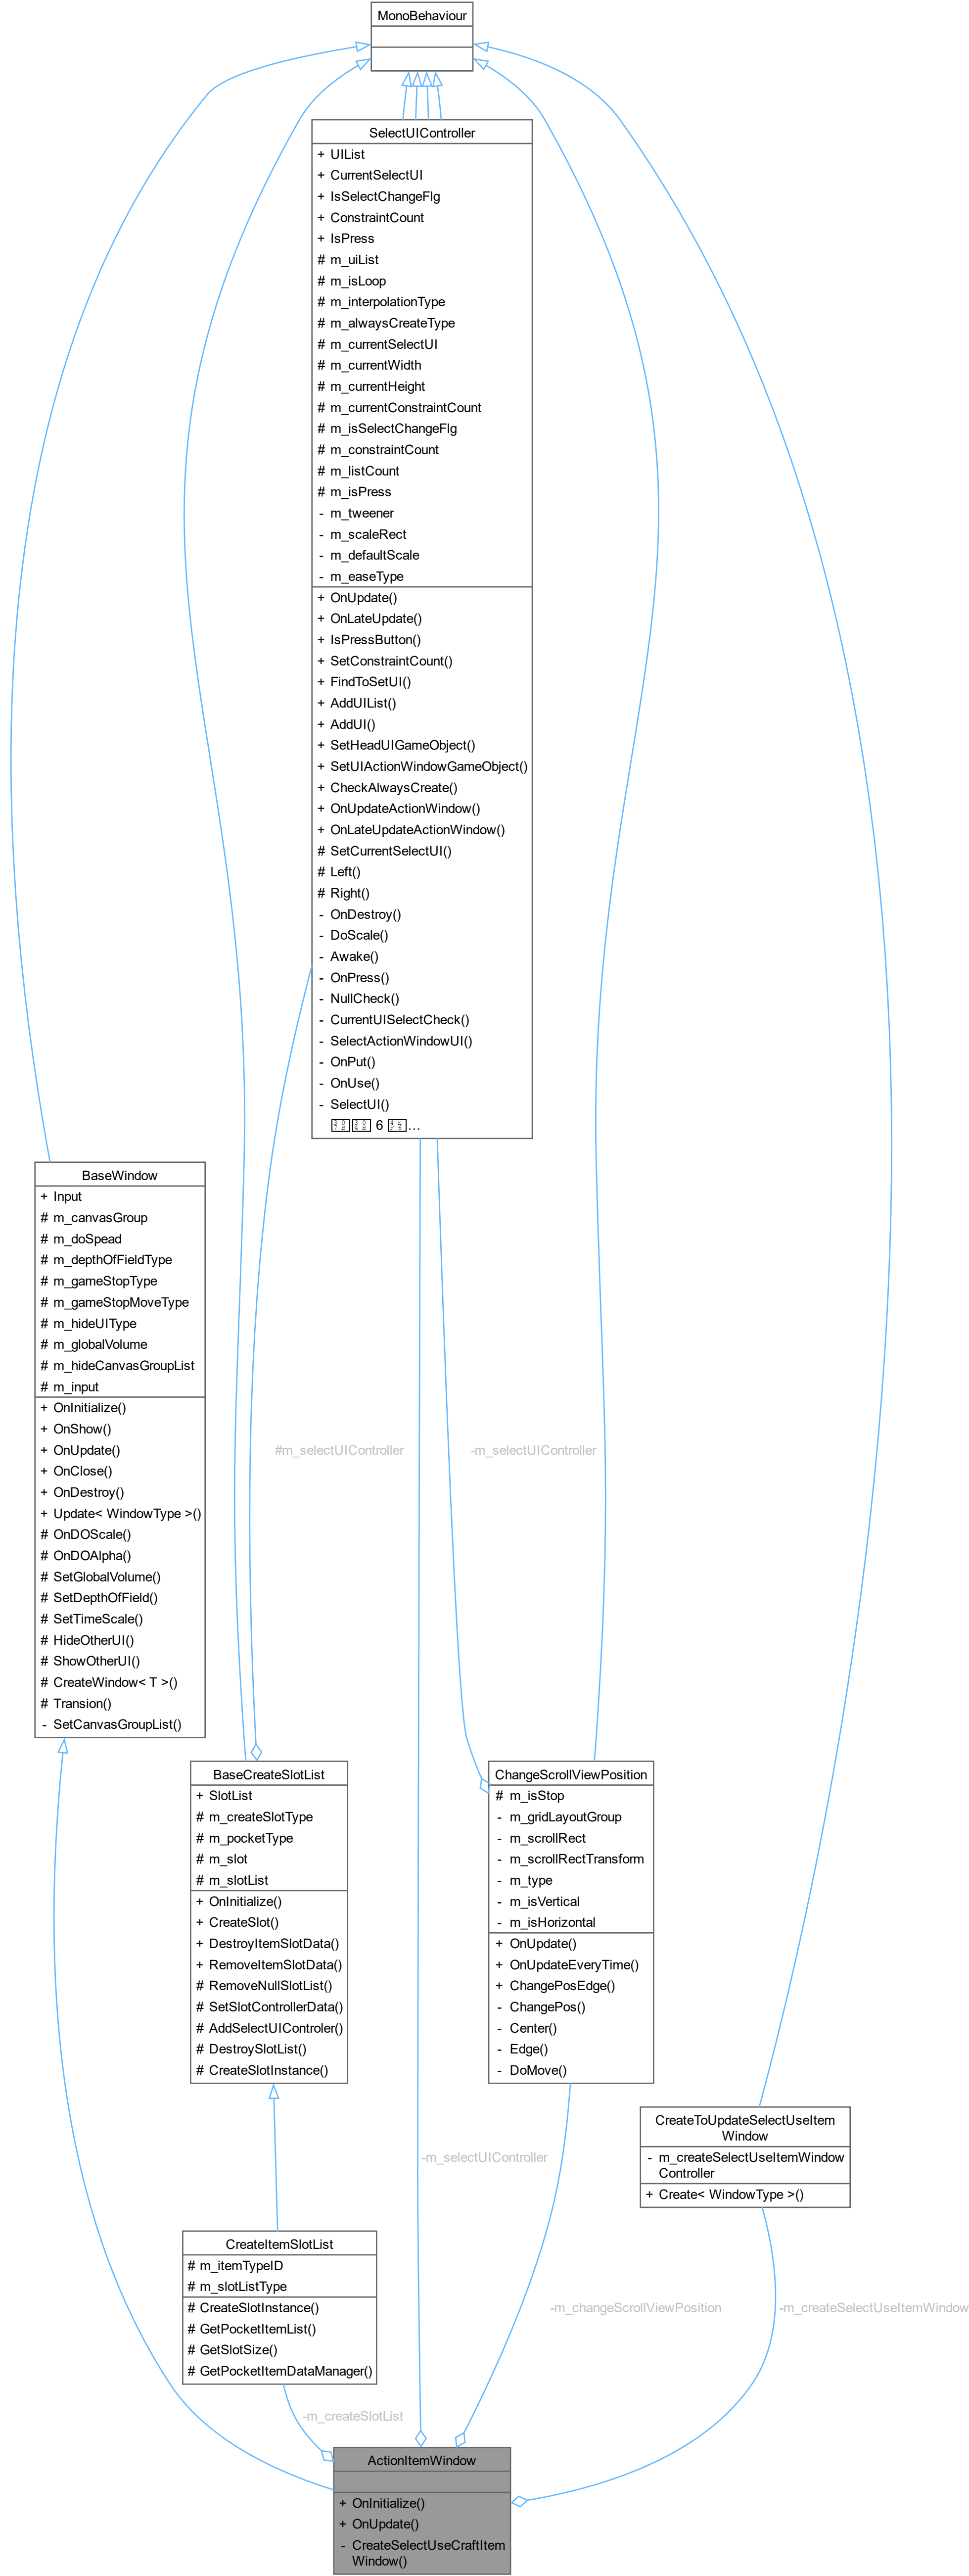 MonoBehaviour
SelectUIController
+ UIList
+ CurrentSelectUI
+ IsSelectChangeFlg
+ ConstraintCount
+ IsPress
# m_uiList
# m_isLoop
# m_interpolationType
# m_alwaysCreateType
# m_currentSelectUI
# m_currentWidth
# m_currentHeight
# m_currentConstraintCount
# m_isSelectChangeFlg
# m_constraintCount
# m_listCount
# m_isPress
- m_tweener
- m_scaleRect
- m_defaultScale
- m_easeType
+ OnUpdate()
+ OnLateUpdate()
+ IsPressButton()
+ SetConstraintCount()
+ FindToSetUI()
+ AddUIList()
+ AddUI()
+ SetHeadUIGameObject()
+ SetUIActionWindowGameObject()
+ CheckAlwaysCreate()
+ OnUpdateActionWindow()
+ OnLateUpdateActionWindow()
# SetCurrentSelectUI()
# Left()
# Right()
- OnDestroy()
- DoScale()
- Awake()
- OnPress()
- NullCheck()
- CurrentUISelectCheck()
- SelectActionWindowUI()
- OnPut()
- OnUse()
- SelectUI()
6 ...
BaseWindow
+ Input
# m_canvasGroup
# m_doSpead
# m_depthOfFieldType
# m_gameStopType
# m_gameStopMoveType
# m_hideUIType
# m_globalVolume
# m_hideCanvasGroupList
# m_input
+ OnInitialize()
+ OnShow()
+ OnUpdate()
+ OnClose()
+ OnDestroy()
+ Update< WindowType >()
# OnDOScale()
# OnDOAlpha()
# SetGlobalVolume()
# SetDepthOfField()
# SetTimeScale()
# HideOtherUI()
# ShowOtherUI()
# CreateWindow< T >()
# Transion()
- SetCanvasGroupList()
#m_selectUIController
-m_selectUIController
BaseCreateSlotList
+ SlotList
# m_createSlotType
# m_pocketType
# m_slot
# m_slotList
+ OnInitialize()
+ CreateSlot()
+ DestroyItemSlotData()
+ RemoveItemSlotData()
# RemoveNullSlotList()
# SetSlotControllerData()
# AddSelectUIControler()
# DestroySlotList()
# CreateSlotInstance()
ChangeScrollViewPosition
# m_isStop
- m_gridLayoutGroup
- m_scrollRect
- m_scrollRectTransform
- m_type
- m_isVertical
- m_isHorizontal
+ OnUpdate()
+ OnUpdateEveryTime()
+ ChangePosEdge()
- ChangePos()
- Center()
- Edge()
- DoMove()
CreateToUpdateSelectUseItem
Window
- m_createSelectUseItemWindow
Controller
+ Create< WindowType >()
-m_selectUIController
CreateItemSlotList
# m_itemTypeID
# m_slotListType
# CreateSlotInstance()
# GetPocketItemList()
# GetSlotSize()
# GetPocketItemDataManager()
-m_changeScrollViewPosition
-m_createSelectUseItemWindow
-m_createSlotList
ActionItemWindow
+ OnInitialize()
+ OnUpdate()
- CreateSelectUseCraftItem
Window()